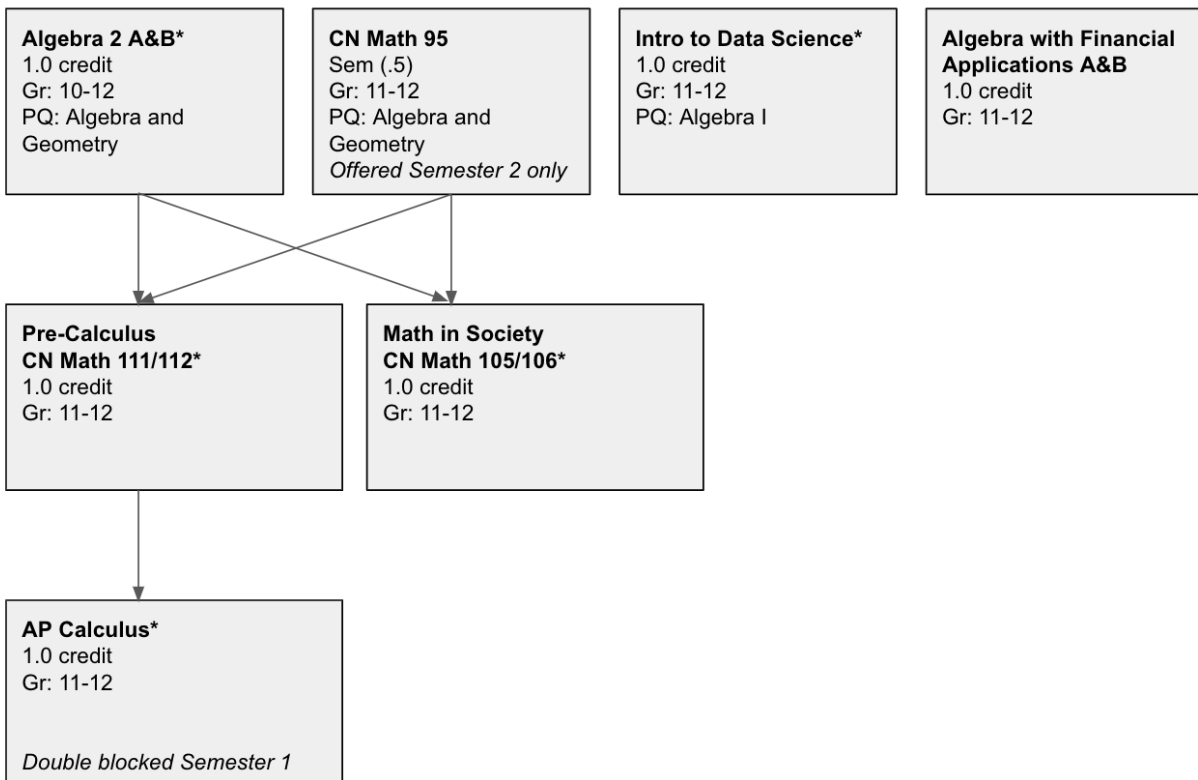 Algebra 2 A&B*
1.0 credit
Gr: 10-12
PQ: Algebra and
Geometry
CN Math 95
Sem (.5)
Gr: 11-12
PQ: Algebra and
Geometry
Offered Semester 2 only
Intro to Data Science*
1.0 credit
Gr: 11-12
PQ: Algebra I
Algebra with Financial
Applications A&B
1.0 credit
Gr: 11-12
Pre-Calculus
CN Math 111/112*
1.0 credit
Gr: 11-12
Math in Society
CN Math 105/106*
1.0 credit
Gr: 11-12
AP Calculus*
1.0 credit
Gr: 11-12
Double blocked Semester 1